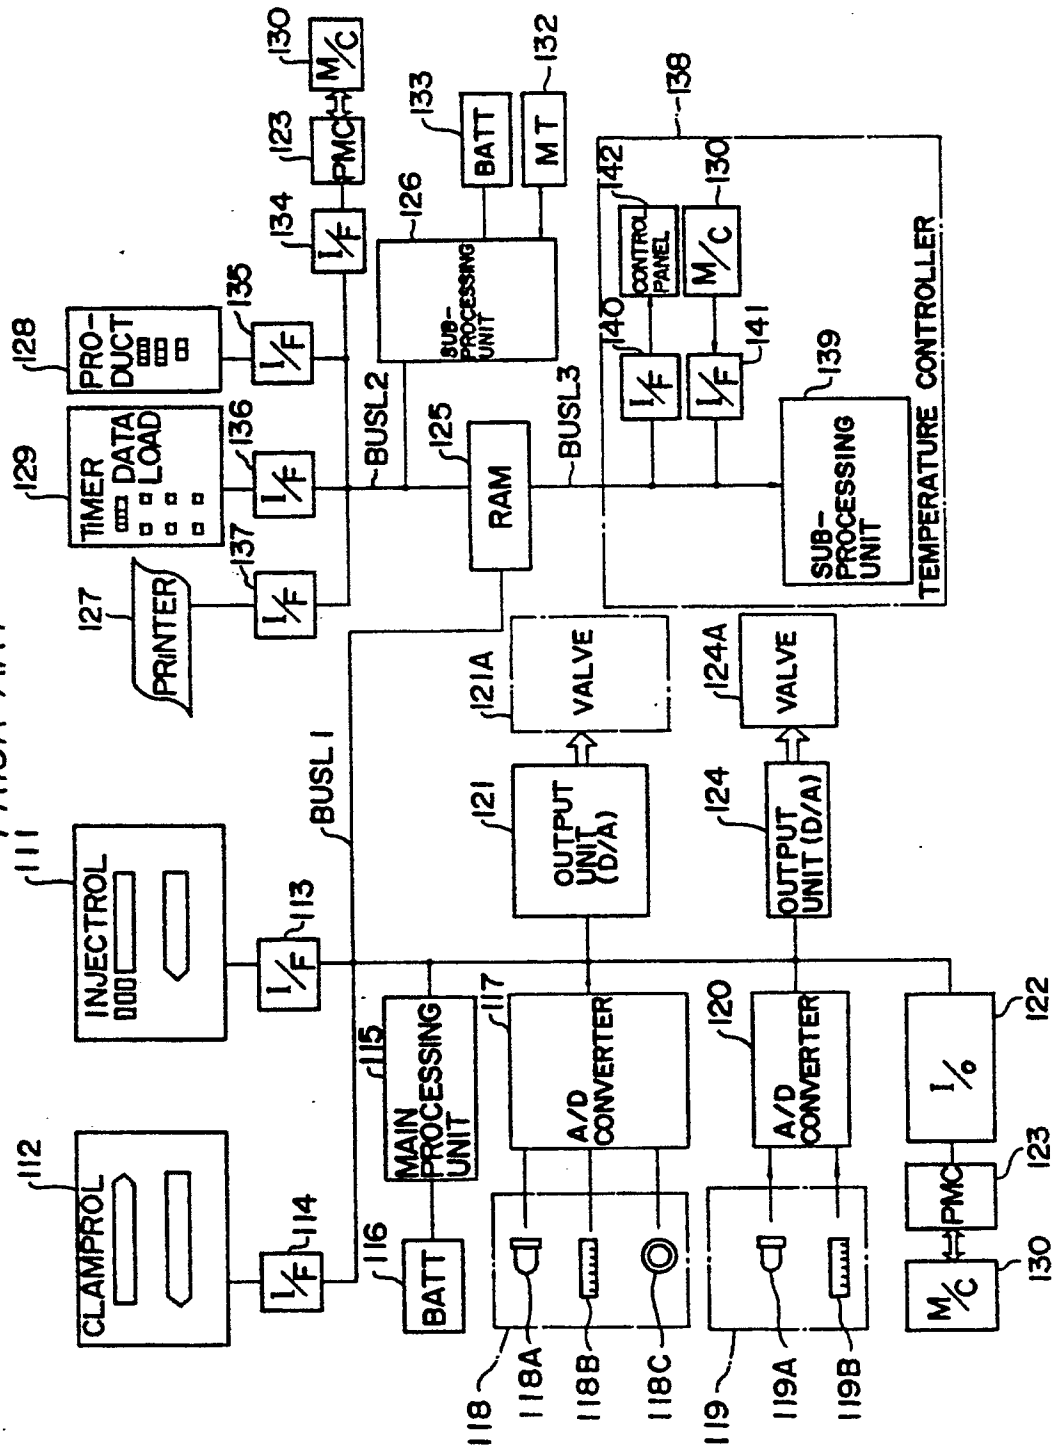 111
INJECTROL
I/F
113
112
CLAMPROL
I/F
114
BUSL1
MAIN
PROCESSING
UNIT
115
116
BATT
117
A/D
CONVERTER
118
118A
118B
118C
119
119A
119B
120
A/D
CONVERTER
121
OUTPUT
UNIT
(D/A)
121A
VALVE
124
OUTPUT
UNIT (D/A)
124A
VALVE
122
I/O
123
PMC
130
M/C
127
PRINTER
137
I/F
129
TIMER
DATA
LOAD
136
I/F
128
PRO-
DUCT
135
I/F
134
I/F
123
PMC
130
M/C
BUSL2
126
SUB-
PROCESSING
UNIT
133
BATT
132
MT
125
RAM
BUSL3
138
140
I/F
142
CONTROL
PANEL
141
I/F
130
M/C
139
SUB-
PROCESSING
UNIT
TEMPERATURE CONTROLLER